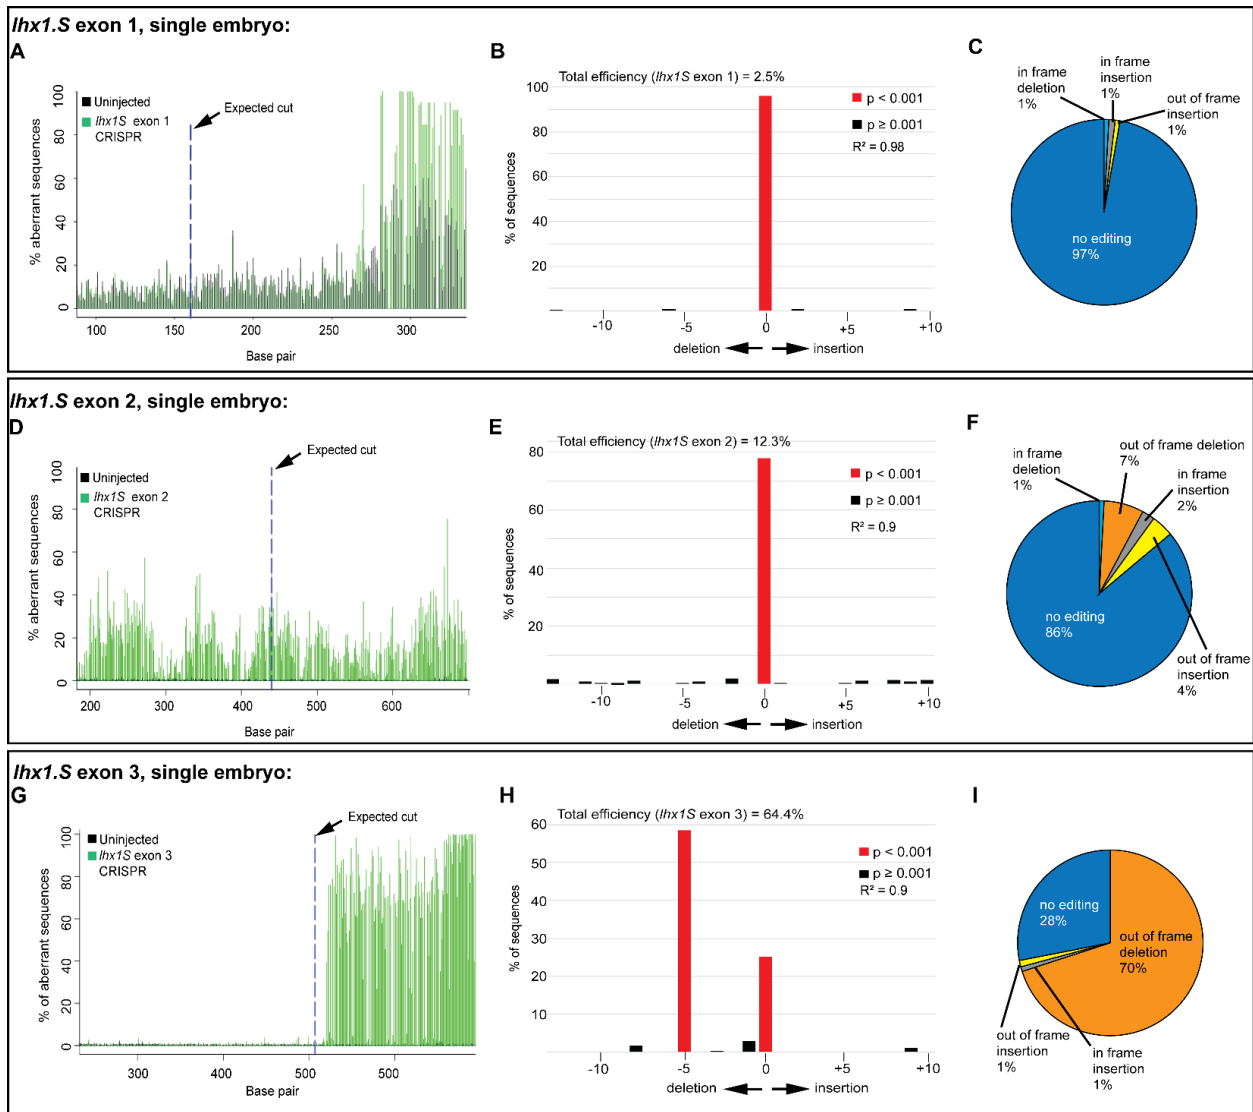 lhx1.S exon 1, single embryo:
A
% aberrant sequences
100
80
60
40
20
0
Uninjected
lhx1S exon 1
CRISPR
Expected cut
100
150
200
250
300
Base pair
B
Total efficiency (lhx1S exon 1) = 2.5%
% of sequences
100
80
60
40
20
p < 0.001
p ≥ 0.001
R² = 0.98
-10
-5
0
+5
+10
deletion
insertion
C
in frame
deletion
1%
in frame
insertion
1%
out of frame
insertion
1%
no editing
97%
lhx1.S exon 2, single embryo:
D
% aberrant sequences
100
80
60
40
20
0
Uninjected
lhx1S exon 2
CRISPR
Expected cut
200
300
400
500
600
Base pair
E
Total efficiency (lhx1S exon 2) = 12.3%
% of sequences
80
60
40
20
p < 0.001
p ≥ 0.001
R² = 0.9
-10
-5
0
+5
+10
deletion
insertion
F
in frame
deletion
1%
out of frame deletion
7%
in frame
insertion
2%
no editing
86%
out of frame
insertion
4%
lhx1.S exon 3, single embryo:
G
% of aberrant sequences
100
80
60
40
20
0
Uninjected
lhx1S exon 3
CRISPR
Expected cut
300
400
500
500
Base pair
H
Total efficiency (lhx1S exon 3) = 64.4%
% of sequences
60
50
40
30
20
10
p < 0.001
p ≥ 0.001
R² = 0.9
-10
-5
0
+5
+10
deletion
insertion
I
no editing
28%
out of frame
deletion
70%
out of frame
insertion
1%
in frame
insertion
1%